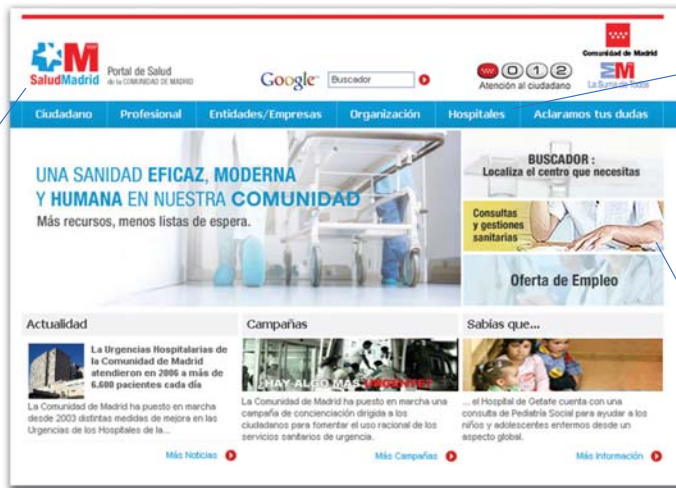 SaludMadrid
Portal de Salud
de la COMUNIDAD DE MADRID
Google™
Buscador
0 1 2
Atención al ciudadano
Comunidad de Madrid
EM
La Suma de Todos
Ciudadano Profesional Entidades/Empresas Organización Hospitales Aclaramos tus dudas
UNA SANIDAD EFICAZ, MODERNA
Y HUMANA EN NUESTRA COMUNIDAD
Más recursos, menos listas de espera.
BUSCADOR :
Localiza el centro que necesitas
Consultas
y gestiones
sanitarias
Oferta de Empleo
Actualidad
La Urgencias Hospitalarias de
la Comunidad de Madrid
atendieron en 2006 a más de
6.600 pacientes cada día
La Comunidad de Madrid ha puesto en marcha
desde 2003 distintas medidas de mejora en las
Urgencias de los Hospitales de la...
Más Noticias
Campañas
¿HAY ALGO MÁS URGENTE?
La Comunidad de Madrid ha puesto en marcha una
campaña de concienciación dirigida a los
ciudadanos para fomentar el uso racional de los
servicios sanitarios de urgencia.
Más Campañas
Sabías que...
... el Hospital de Getafe cuenta con una
consulta de Pediatría Social para ayudar a los
niños y adolescentes enfermos desde un
aspecto global.
Más Información